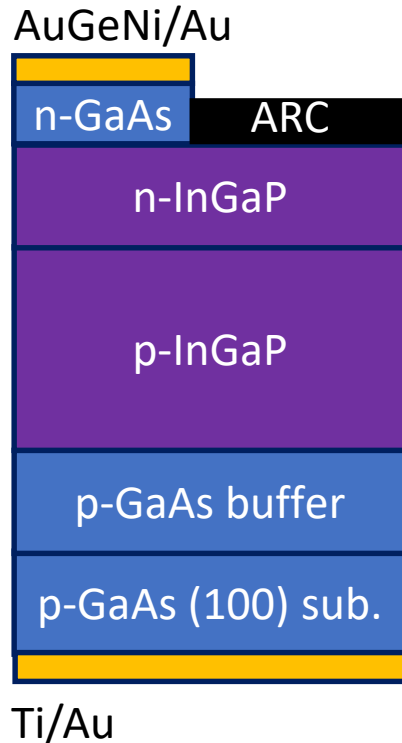 AuGeNi/Au
n-GaAs
ARC
n-InGaP
p-InGaP
p-GaAs buffer
p-GaAs (100) sub.
Ti/Au